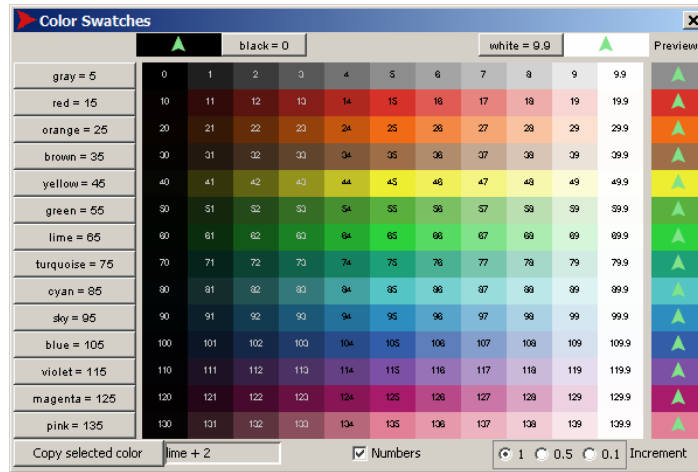 Color Swatches
black = 0 white = 9.9 Preview
gray = 5 0 1 2 3 4 5 6 7 8 9 9.9
red = 15 10 11 12 13 14 15 16 17 18 19 19.9
orange = 25 20 21 22 23 24 25 26 27 28 29 29.9
brown = 35 30 31 32 33 34 35 36 37 38 39 39.9
yellow = 45 40 41 42 43 44 45 46 47 48 49 49.9
green = 55 50 51 52 53 54 55 56 57 58 59 59.9
lime = 65 60 61 62 63 64 65 66 67 68 69 69.9
turquoise = 75 70 71 72 73 74 75 76 77 78 79 79.9
cyan = 85 80 81 82 83 84 85 86 87 88 89 89.9
sky = 95 90 91 92 93 94 95 96 97 98 99 99.9
blue = 105 100 101 102 103 104 105 106 107 108 109 109.9
violet = 115 110 111 112 113 114 115 116 117 118 119 119.9
magenta = 125 120 121 122 123 124 125 126 127 128 129 129.9
pink = 135 130 131 132 133 134 135 136 137 138 139 139.9
Copy selected color lime + 2 Numbers 1 0.5 0.1 Increment